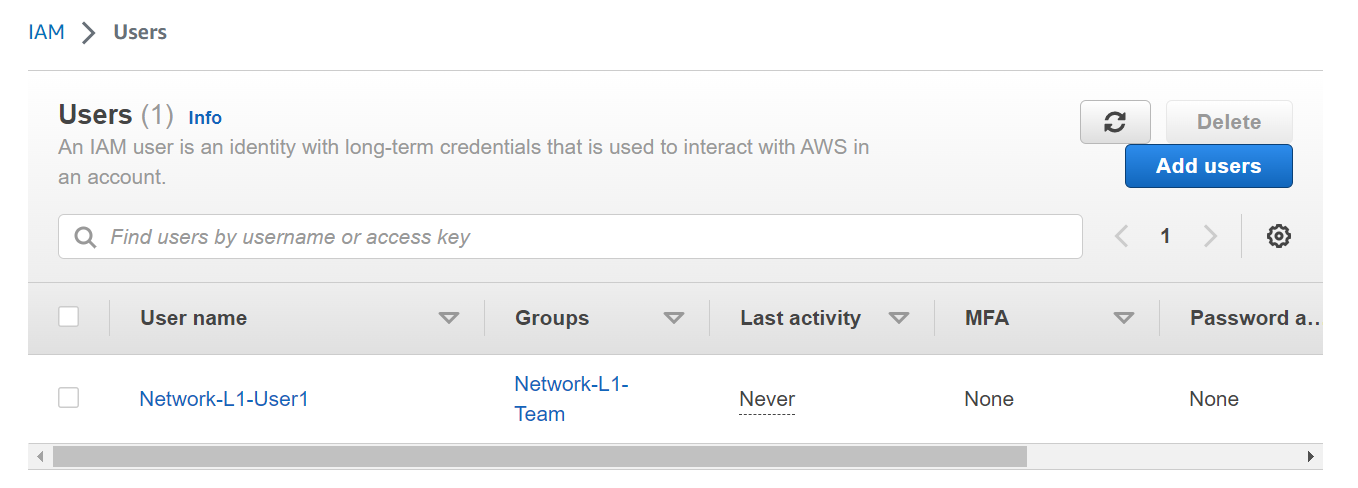 IAM > Users
Users (1) Info
An IAM user is an identity with long-term credentials that is used to interact with AWS in
an account.
Delete
Add users
Find users by username or access key
1
User name Groups Last activity MFA Password a...
Network-L1-User1 Network-L1- Never None None
Team